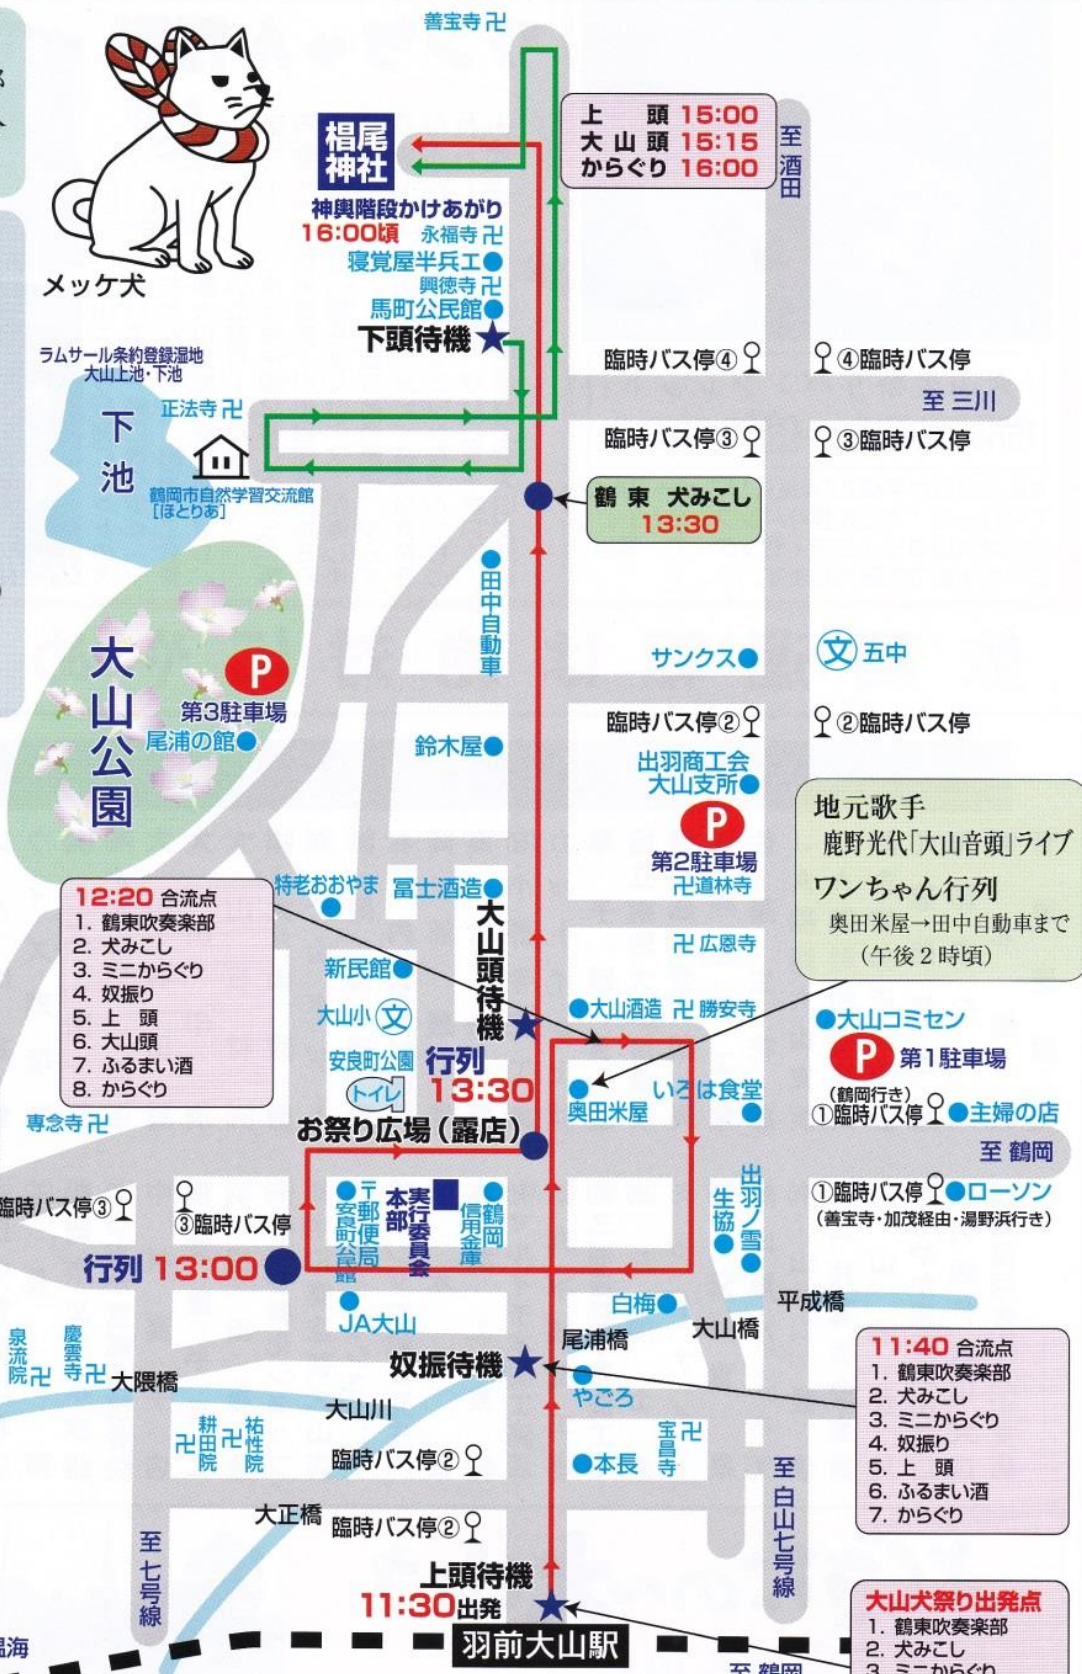 善宝寺卍
上　頭 15:00
大山頭 15:15
からぐり 16:00
至 酒田
椙尾
神社
神輿階段かけあがり
16:00頃
永福寺卍
寝覚屋半兵エ
興徳寺卍
馬町公民館
下頭待機
メッケ犬
ラムサール条約登録湿地
大山上池・下池
下池
正法寺卍
鶴岡市自然学習交流館
[ほとりあ]
臨時バス停④
④臨時バス停
至 三川
臨時バス停③
③臨時バス停
鶴東 犬みこし
13:30
田中自動車
サンクス
文 五中
大山公園
P
第3駐車場
尾浦の館
臨時バス停②
②臨時バス停
鈴木屋
出羽商工会
大山支所
P
第2駐車場
卍道林寺
地元歌手
鹿野光代「大山音頭」ライブ
ワンちゃん行列
奥田米屋→田中自動車まで
(午後2時頃)
12:20 合流点
1. 鶴東吹奏楽部
2. 犬みこし
3. ミニからぐり
4. 奴振り
5. 上　頭
6. 大山頭
7. ふるまい酒
8. からぐり
特老おおやま
冨士酒造
大山頭待機
卍広恩寺
新民館
大山小 文
大山酒造
卍勝安寺
大山コミセン
P
第1駐車場
安良町公園
トイレ
行列
13:30
奥田米屋
いろは食堂
(鶴岡行き)
①臨時バス停
主婦の店
専念寺卍
お祭り広場(露店)
至 鶴岡
臨時バス停③
③臨時バス停
安良町公民館
〒郵便局
実行委員会
本部
鶴岡
信用金庫
生協
出羽ノ雪
①臨時バス停
ローソン
(善宝寺・加茂経由・湯野浜行き)
行列 13:00
JA大山
白梅
平成橋
大山橋
尾浦橋
奴振待機
泉流院卍
慶雲寺卍
大隈橋
やごろ
11:40 合流点
1. 鶴東吹奏楽部
2. 犬みこし
3. ミニからぐり
4. 奴振り
5. 上　頭
6. ふるまい酒
7. からぐり
大山川
卍耕田院
卍祐性院
臨時バス停②
本長
宝昌寺卍
至 白山七号線
大正橋
臨時バス停②
至 七号線
上頭待機
11:30出発
羽前大山駅
大山犬祭り出発点
1. 鶴東吹奏楽部
2. 犬みこし
3. ミニからぐり
至 鶴岡
温海